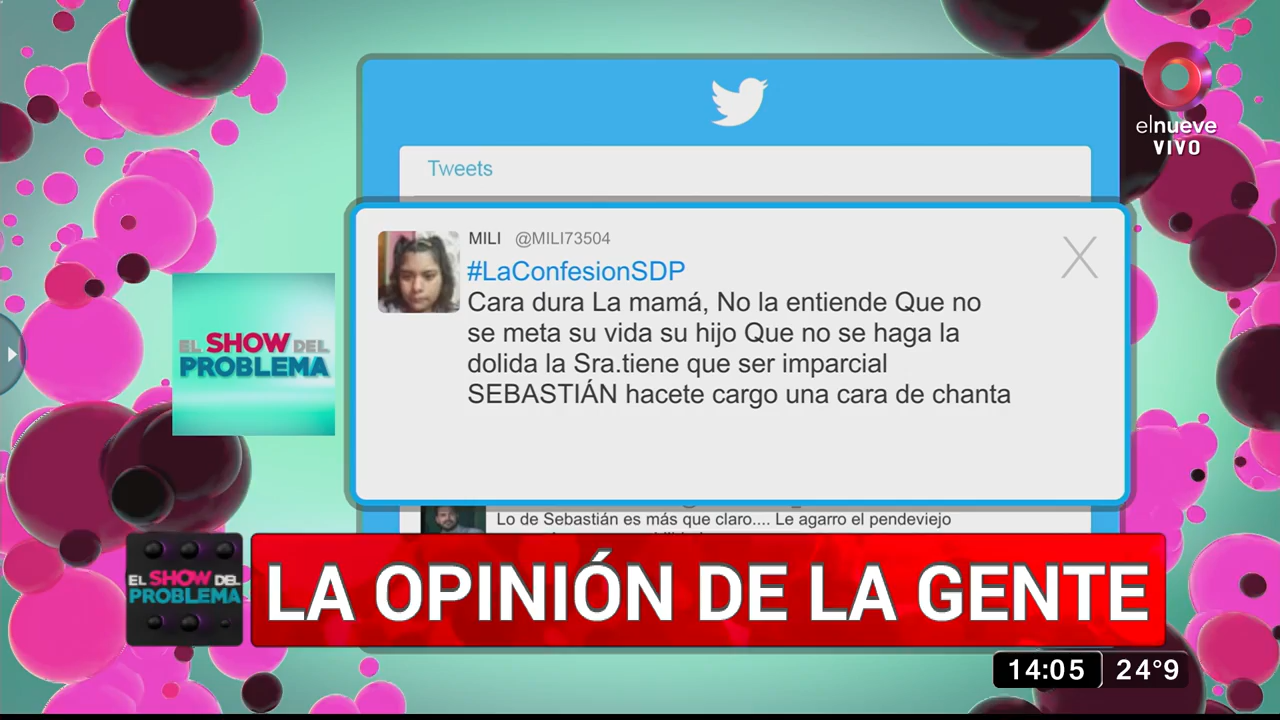 elnueve
VIVO
Tweets
MILI @MILI73504
#LaConfesionSDP
Cara dura La mamá, No la entiende Que no
se meta su vida su hijo Que no se haga la
dolida la Sra.tiene que ser imparcial
SEBASTIÁN hacete cargo una cara de chanta
EL SHOW DEL
PROBLEMA
Lo de Sebastián es más que claro.... Le agarro el pendeviejo
EL SHOW DEL
PROBLEMA
LA OPINIÓN DE LA GENTE
14:05 24°9